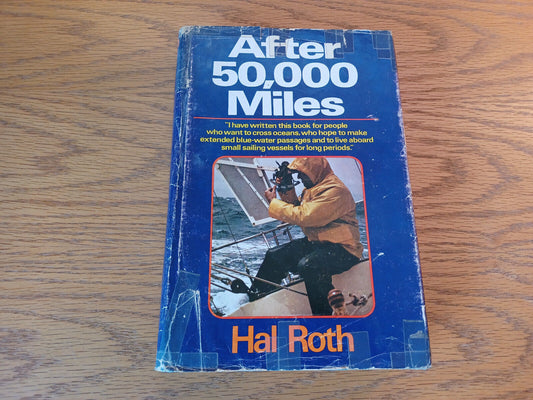 After
50,000
Miles
"I have written this book for people
who want to cross oceans, who hope to make
extended blue-water passages and to live aboard
small sailing vessels for long periods."
Hal Roth